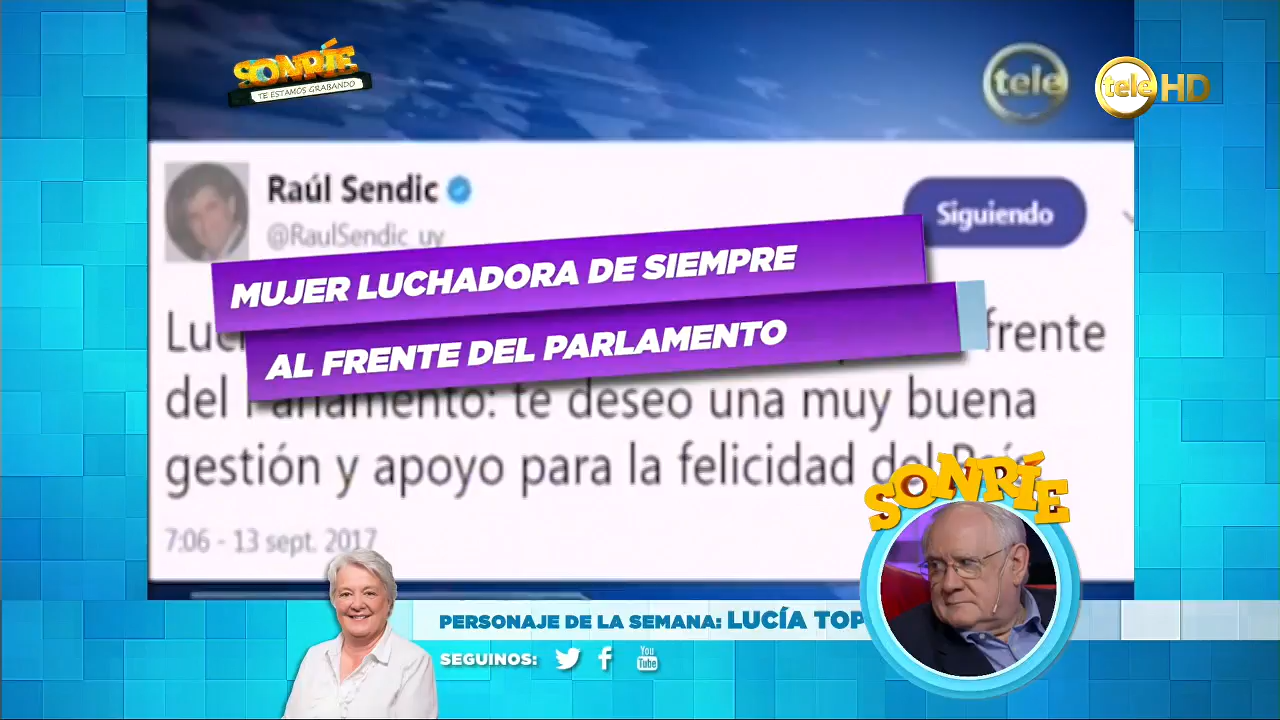 SONRÍE
TE ESTAMOS GRABANDO
tele
tele HD
Raúl Sendic
@RaulSendic_uy
Siguiendo
MUJER LUCHADORA DE SIEMPRE
AL FRENTE DEL PARLAMENTO
frente
del Parlamento: te deseo una muy buena
gestión y apoyo para la felicidad del
7:06 - 13 sept. 2017
SONRÍE
PERSONAJE DE LA SEMANA: LUCÍA TOP
SEGUINOS:
You
Tube